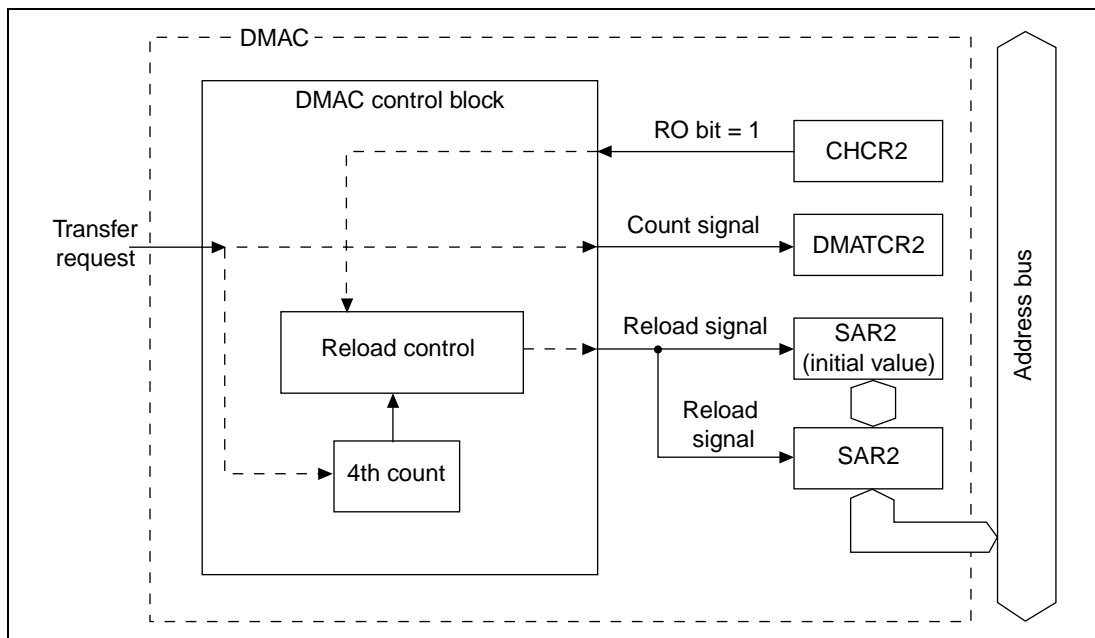 DMAC
DMAC control block
RO bit = 1
CHCR2
Transfer
request
Count signal
DMATCR2
Reload control
Reload signal
SAR2
(initial value)
Reload
signal
SAR2
4th count
Address bus